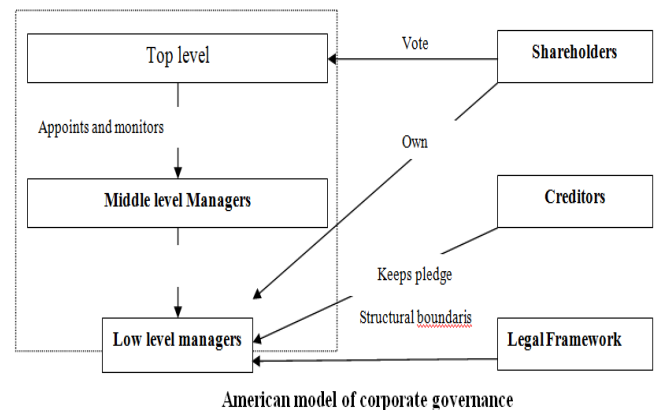 Top level
Vote
Shareholders
Appoints and monitors
Own
Middle level Managers
Creditors
Keeps pledge
Structural boundaris
Low level managers
Legal Framework
American model of corporate governance